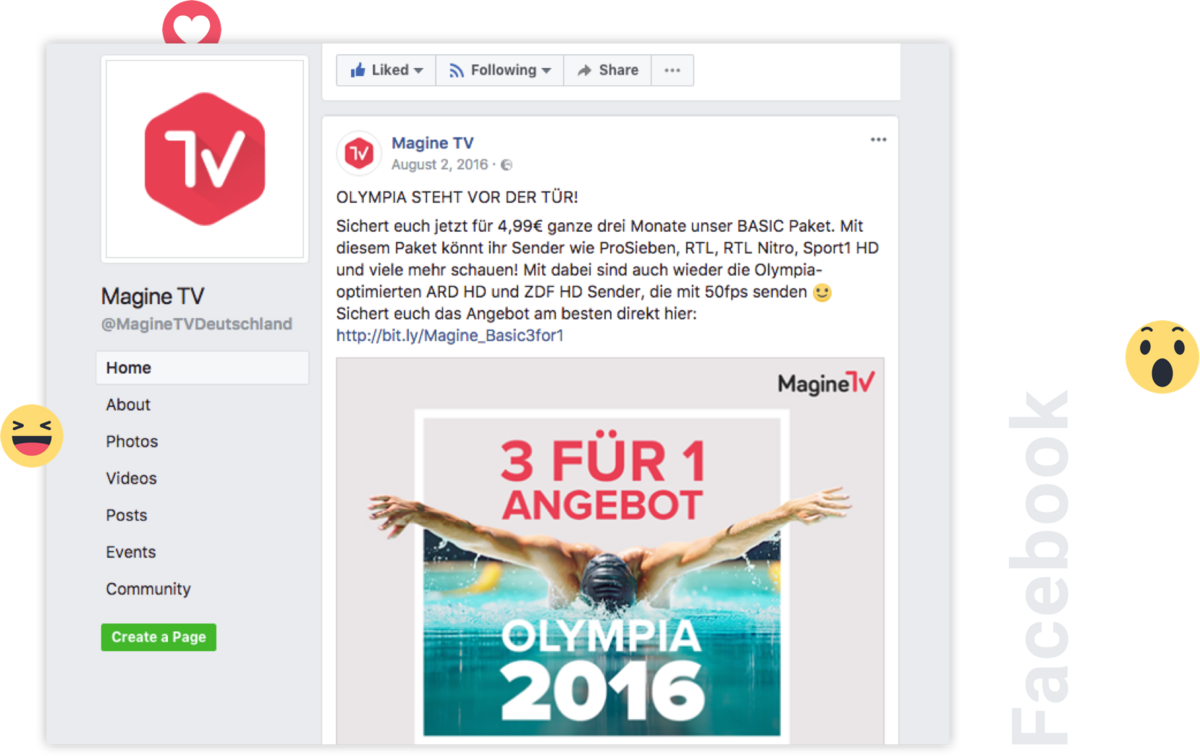 Liked
Following
Share
TV
Magine TV
@MagineTVDeutschland
Home
About
Photos
Videos
Posts
Events
Community
Create a Page
TV
Magine TV
August 2, 2016 ·
OLYMPIA STEHT VOR DER TÜR!
Sichert euch jetzt für 4,99€ ganze drei Monate unser BASIC Paket. Mit
diesem Paket könnt ihr Sender wie ProSieben, RTL, RTL Nitro, Sport1 HD
und viele mehr schauen! Mit dabei sind auch wieder die Olympia-
optimierten ARD HD und ZDF HD Sender, die mit 50fps senden 🙂
Sichert euch das Angebot am besten direkt hier:
http://bit.ly/Magine_Basic3for1
MagineTV
3 FÜR 1
ANGEBOT
OLYMPIA
2016
Facebook